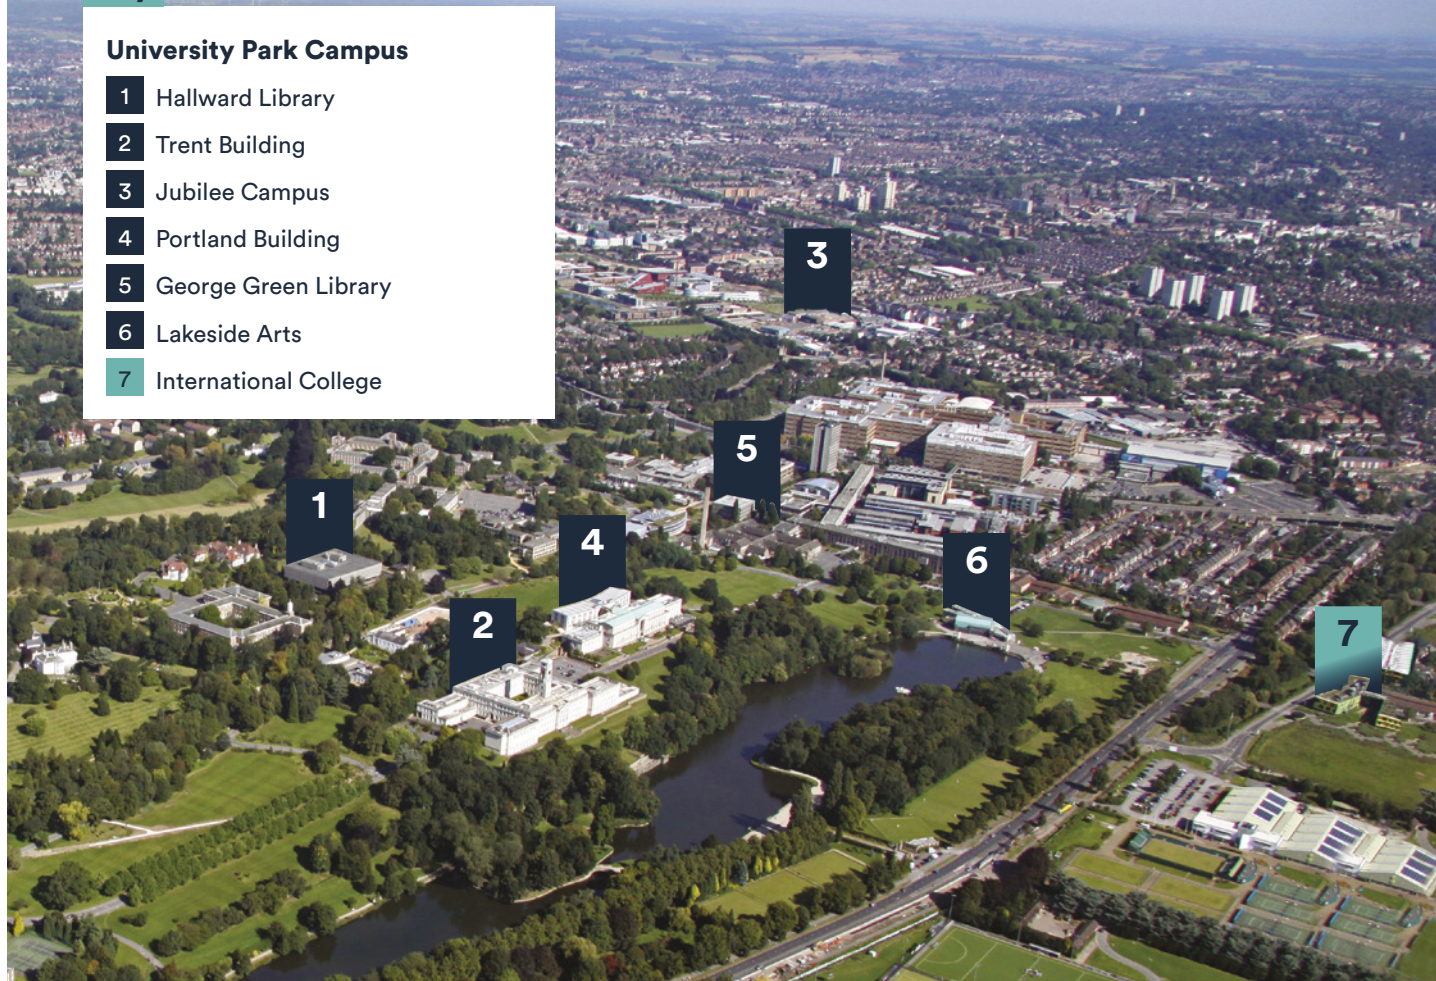 University Park Campus
1 Hallward Library
2 Trent Building
3 Jubilee Campus
4 Portland Building
5 George Green Library
6 Lakeside Arts
7 International College
3
5
1
4
6
2
7